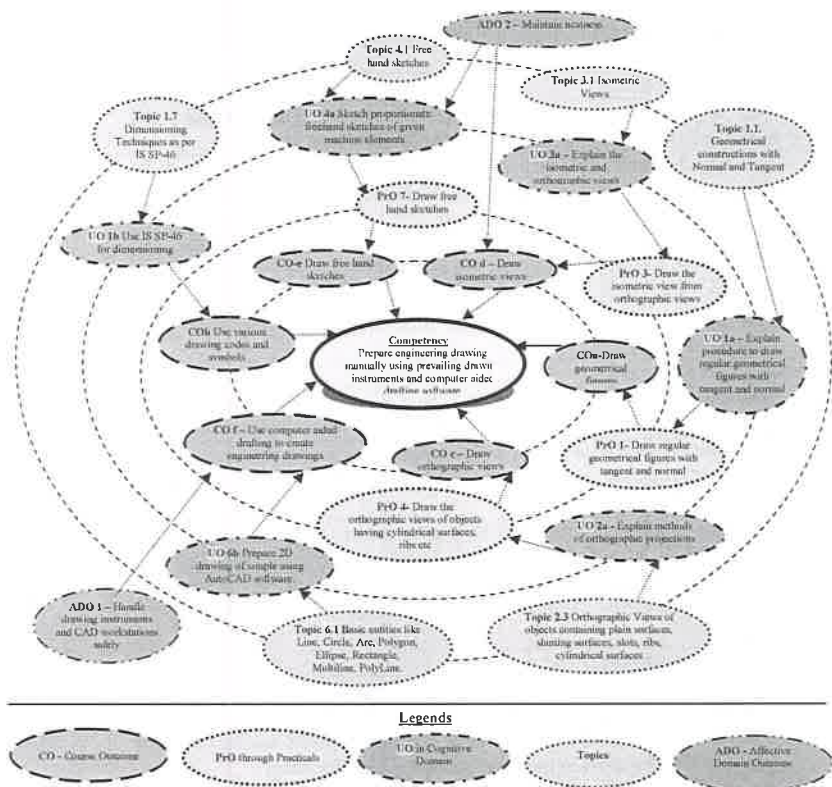 ADO 2 – Maintain neatness
Topic 4.1 Free
hand sketches
Topic 3.1 Isometric
Views
Topic 1.7
Dimensioning
Techniques as per
IS SP-46
UO 4a Sketch proportionate
freehand sketches of given
machine elements
Topic 1.1.
Geometrical
constructions with
Normal and Tangent
UO 3a – Explain the
isometric and
orthographic views
PrO 7- Draw free
hand sketches
UO 1b Use IS SP-46
for dimensioning
CO-e Draw free hand
sketches
CO d – Draw
isometric views
PrO 3- Draw the
isometric view from
orthographic views
COb Use various
drawing codes and
symbols
Competency
Prepare engineering drawing
manually using prevailing drawn
instruments and computer aided
drafting software
COa-Draw
geometrical
figures
UO 1a – Explain
procedure to draw
regular geometrical
figures with
tangent and normal
CO f – Use computer aided
drafting to create
engineering drawings
CO c – Draw
orthographic views
PrO 1- Draw regular
geometrical figures with
tangent and normal
PrO 4- Draw the
orthographic views of objects
having cylindrical surfaces,
ribs etc
UO 2a – Explain methods
of orthographic projections
UO 6b Prepare 2D
drawing of simple using
AutoCAD software
ADO 1 – Handle
drawing instruments
and CAD workstations
safely
Topic 6.1 Basic entities like
Line, Circle, Arc, Polygon,
Ellipse, Rectangle,
Multiline, PolyLine.
Topic 2.3 Orthographic Views of
objects containing plain surfaces,
slanting surfaces, slots, ribs,
cylindrical surfaces
Legends
CO - Course Outcome
PrO through Practicals
UO in Cognitive
Domain
Topics
ADO - Affective
Domain Outcome